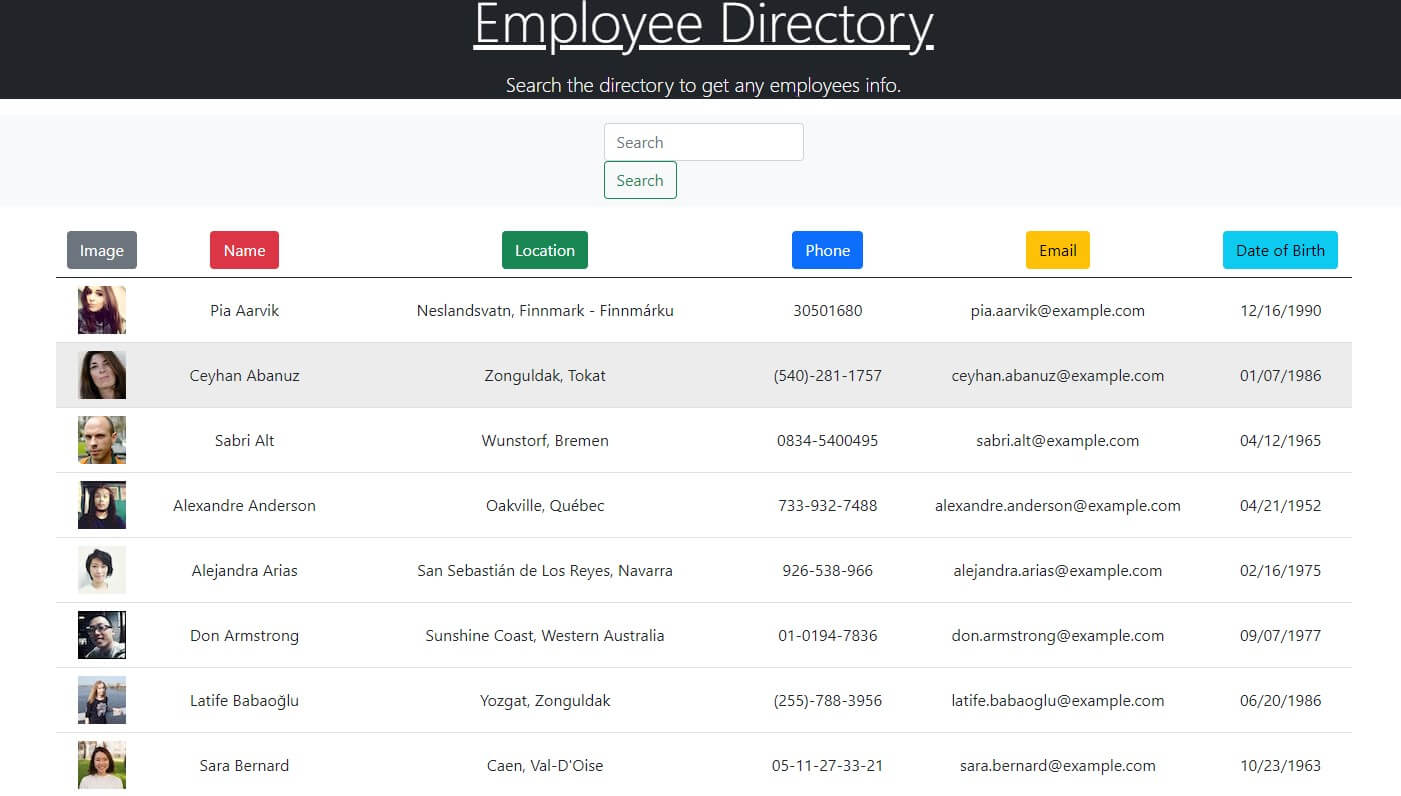 Employee Directory
Search the directory to get any employees info.
Search
Search
Image Name Location Phone Email Date of Birth
Pia Aarvik Neslandsvatn, Finnmark - Finnmárku 30501680 pia.aarvik@example.com 12/16/1990
Ceyhan Abanuz Zonguldak, Tokat (540)-281-1757 ceyhan.abanuz@example.com 01/07/1986
Sabri Alt Wunstorf, Bremen 0834-5400495 sabri.alt@example.com 04/12/1965
Alexandre Anderson Oakville, Québec 733-932-7488 alexandre.anderson@example.com 04/21/1952
Alejandra Arias San Sebastián de Los Reyes, Navarra 926-538-966 alejandra.arias@example.com 02/16/1975
Don Armstrong Sunshine Coast, Western Australia 01-0194-7836 don.armstrong@example.com 09/07/1977
Latife Babaoğlu Yozgat, Zonguldak (255)-788-3956 latife.babaoglu@example.com 06/20/1986
Sara Bernard Caen, Val-D'Oise 05-11-27-33-21 sara.bernard@example.com 10/23/1963